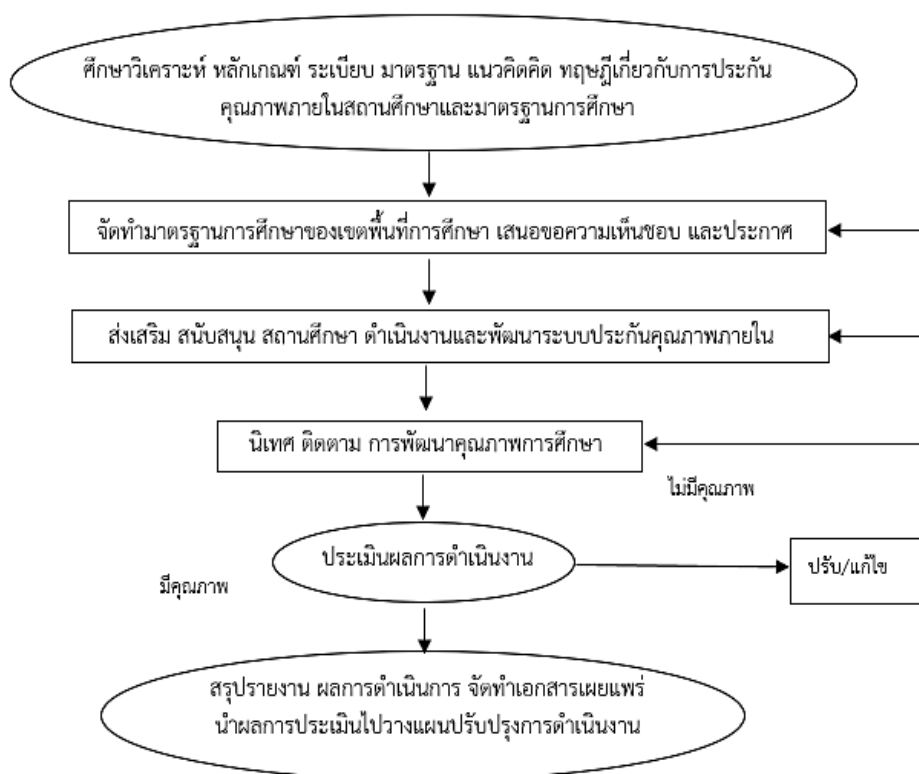 ศึกษาวิเคราะห์ หลักเกณฑ์ ระเบียบ มาตรฐาน แนวคิดคิด ทฤษฎีเกี่ยวกับการประกัน
คุณภาพภายในสถานศึกษาและมาตรฐานการศึกษา
จัดทำมาตรฐานการศึกษาของเขตพื้นที่การศึกษา เสนอขอความเห็นชอบ และประกาศ
ส่งเสริม สนับสนุน สถานศึกษา ดำเนินงานและพัฒนาระบบประกันคุณภาพภายใน
นิเทศ ติดตาม การพัฒนาคุณภาพการศึกษา
ไม่มีคุณภาพ
ประเมินผลการดำเนินงาน
ปรับ/แก้ไข
มีคุณภาพ
สรุปรายงาน ผลการดำเนินการ จัดทำเอกสารเผยแพร่
นำผลการประเมินไปวางแผนปรับปรุงการดำเนินงาน